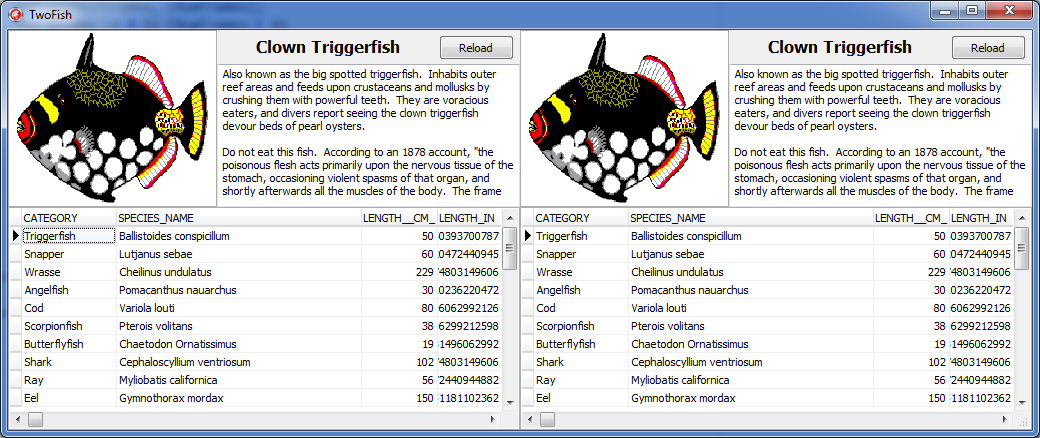 TwoFish
Clown Triggerfish
Reload
Also known as the big spotted triggerfish. Inhabits outer
reef areas and feeds upon crustaceans and mollusks by
crushing them with powerful teeth. They are voracious
eaters, and divers report seeing the clown triggerfish
devour beds of pearl oysters.
Do not eat this fish. According to an 1878 account, "the
poisonous flesh acts primarily upon the nervous tissue of the
stomach, occasioning violent spasms of that organ, and
shortly afterwards all the muscles of the body. The frame
CATEGORY SPECIES_NAME LENGTH__CM_ LENGTH_IN
Triggerfish Ballistoides conspicillum 50 0393700787
Snapper Lutjanus sebae 60 0472440945
Wrasse Cheilinus undulatus 229 4803149606
Angelfish Pomacanthus nauarchus 30 0236220472
Cod Variola louti 80 6062992126
Scorpionfish Pterois volitans 38 6299212598
Butterflyfish Chaetodon Ornatissimus 19 1496062992
Shark Cephaloscyllium ventriosum 102 4803149606
Ray Myliobatis californica 56 2440944882
Eel Gymnothorax mordax 150 1181102362
Clown Triggerfish
Reload
Also known as the big spotted triggerfish. Inhabits outer
reef areas and feeds upon crustaceans and mollusks by
crushing them with powerful teeth. They are voracious
eaters, and divers report seeing the clown triggerfish
devour beds of pearl oysters.
Do not eat this fish. According to an 1878 account, "the
poisonous flesh acts primarily upon the nervous tissue of the
stomach, occasioning violent spasms of that organ, and
shortly afterwards all the muscles of the body. The frame
CATEGORY SPECIES_NAME LENGTH__CM_ LENGTH_IN
Triggerfish Ballistoides conspicillum 50 0393700787
Snapper Lutjanus sebae 60 0472440945
Wrasse Cheilinus undulatus 229 4803149606
Angelfish Pomacanthus nauarchus 30 0236220472
Cod Variola louti 80 6062992126
Scorpionfish Pterois volitans 38 6299212598
Butterflyfish Chaetodon Ornatissimus 19 1496062992
Shark Cephaloscyllium ventriosum 102 4803149606
Ray Myliobatis californica 56 2440944882
Eel Gymnothorax mordax 150 1181102362